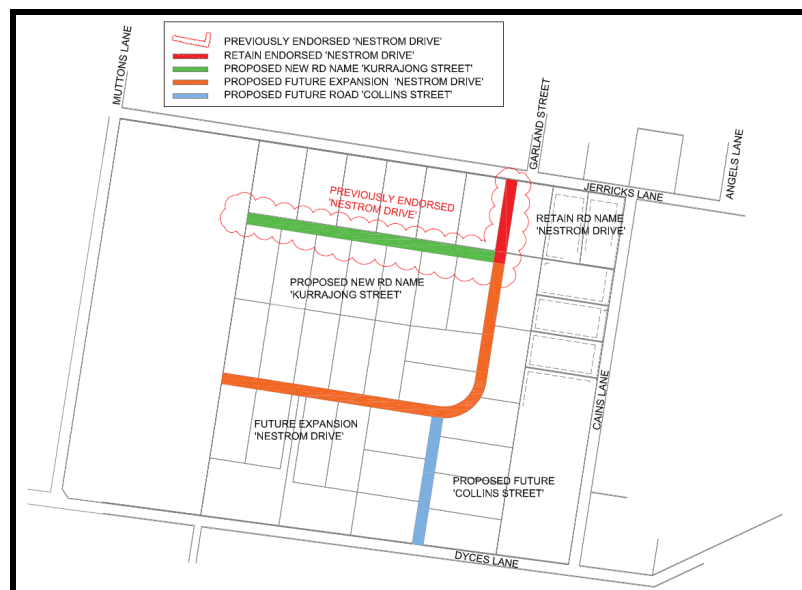 PREVIOUSLY ENDORSED 'NESTROM DRIVE'
RETAIN ENDORSED 'NESTROM DRIVE'
PROPOSED NEW RD NAME 'KURRAJONG STREET'
PROPOSED FUTURE EXPANSION 'NESTROM DRIVE'
PROPOSED FUTURE ROAD 'COLLINS STREET'
MUTTONS LANE
GARLAND STREET
ANGELS LANE
JERRICKS LANE
PREVIOUSLY ENDORSED
'NESTROM DRIVE'
RETAIN RD NAME
'NESTROM DRIVE'
PROPOSED NEW RD NAME
'KURRAJONG STREET'
CAINS LANE
FUTURE EXPANSION
'NESTROM DRIVE'
PROPOSED FUTURE
'COLLINS STREET'
DYCES LANE